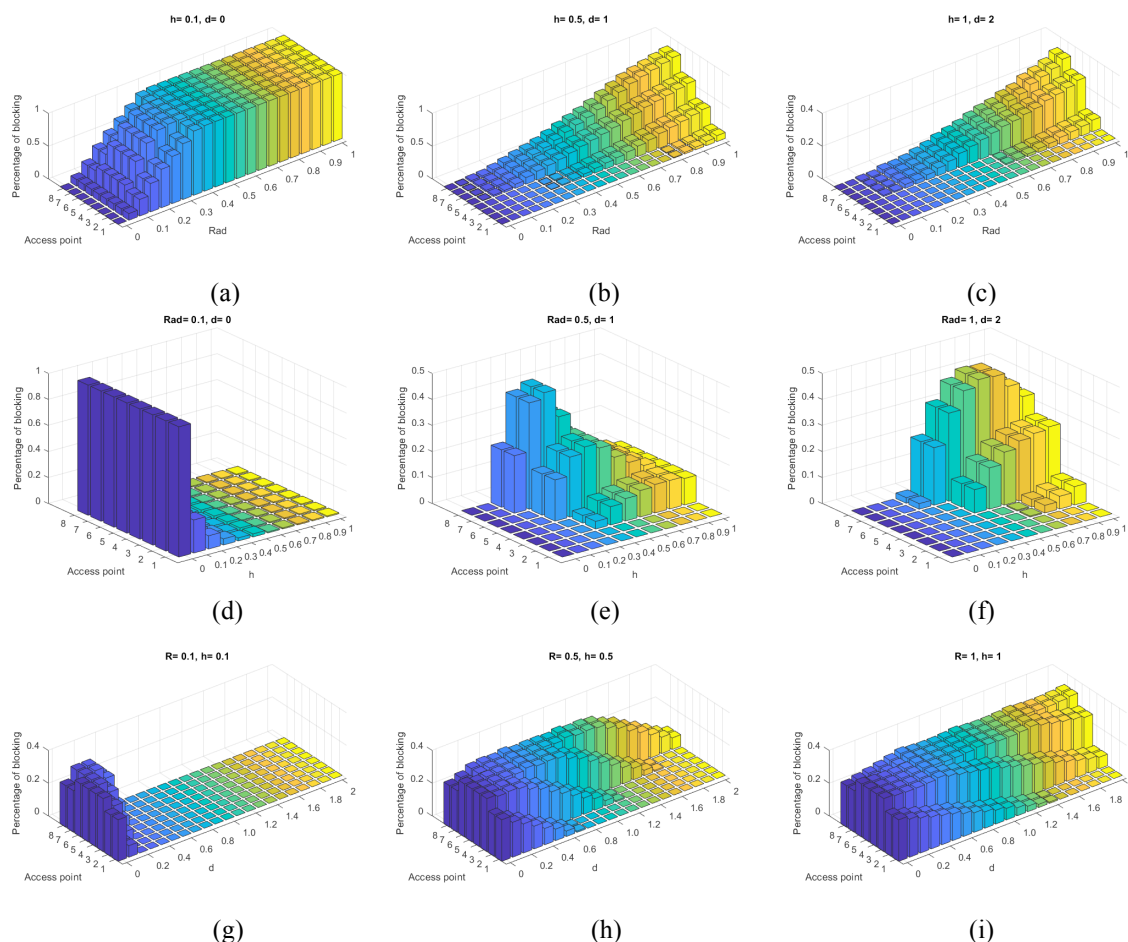 h= 0.1, d= 0
Percentage of blocking
1
0.5
0
8 7 6 5 4 3 2 1
Access point
0 0.1 0.2 0.3 0.4 0.5 0.6 0.7 0.8 0.9 1
Rad
(a)
h= 0.5, d= 1
Percentage of blocking
1
0.5
0
8 7 6 5 4 3 2 1
Access point
0 0.1 0.2 0.3 0.4 0.5 0.6 0.7 0.8 0.9 1
Rad
(b)
h= 1, d= 2
Percentage of blocking
0.4
0.2
0
8 7 6 5 4 3 2 1
Access point
0 0.1 0.2 0.3 0.4 0.5 0.6 0.7 0.8 0.9 1
Rad
(c)
Rad= 0.1, d= 0
Percentage of blocking
1
0.8
0.6
0.4
0.2
0
8 7 6 5 4 3 2 1
Access point
0 0.1 0.2 0.3 0.4 0.5 0.6 0.7 0.8 0.9 1
h
(d)
Rad= 0.5, d= 1
Percentage of blocking
0.5
0.4
0.3
0.2
0.1
0
8 7 6 5 4 3 2 1
Access point
0 0.1 0.2 0.3 0.4 0.5 0.6 0.7 0.8 0.9 1
h
(e)
Rad= 1, d= 2
Percentage of blocking
0.5
0.4
0.3
0.2
0.1
0
8 7 6 5 4 3 2 1
Access point
0 0.1 0.2 0.3 0.4 0.5 0.6 0.7 0.8 0.9 1
h
(f)
R= 0.1, h= 0.1
Percentage of blocking
0.4
0.2
0
8 7 6 5 4 3 2 1
Access point
0 0.2 0.4 0.6 0.8 1.0 1.2 1.4 1.6 1.8 2
d
(g)
R= 0.5, h= 0.5
Percentage of blocking
0.4
0.2
0
8 7 6 5 4 3 2 1
Access point
0 0.2 0.4 0.6 0.8 1.0 1.2 1.4 1.6 1.8 2
d
(h)
R= 1, h= 1
Percentage of blocking
0.4
0.2
0
8 7 6 5 4 3 2 1
Access point
0 0.2 0.4 0.6 0.8 1.0 1.2 1.4 1.6 1.8 2
d
(i)